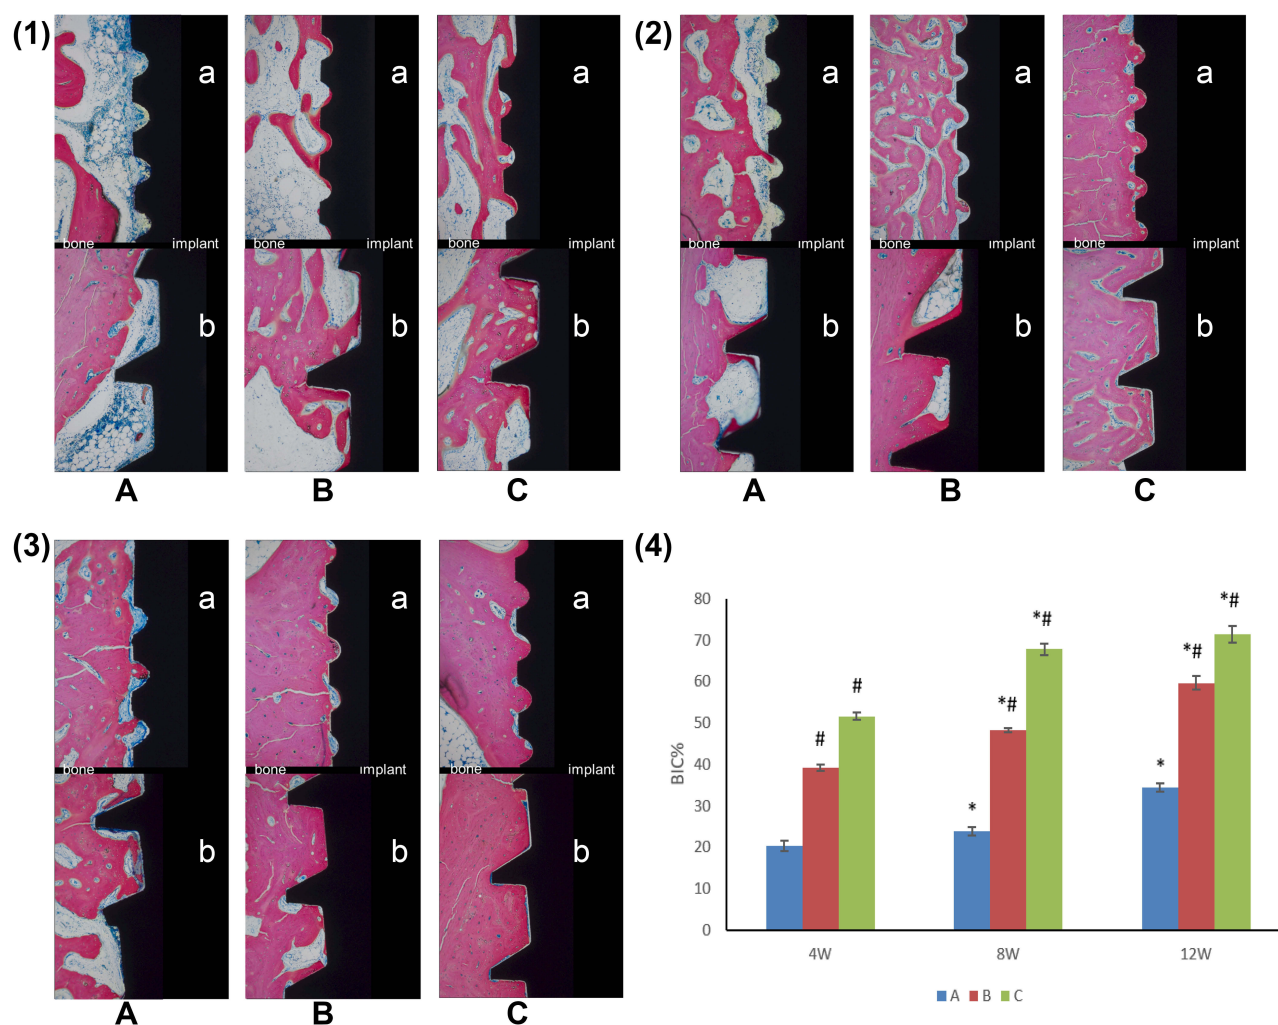 (1)
a
a
a
bone
implant
bone
implant
bone
implant
b
b
b
A
B
C
(2)
a
a
a
bone
implant
bone
implant
bone
implant
b
b
b
A
B
C
(3)
a
a
a
bone
bone
implant
bone
implant
b
b
b
A
B
C
(4)
BIC%
80
70
60
50
40
30
20
10
0
#
#
*
*#
*#
*
*#
*#
4W
8W
12W
A
B
C